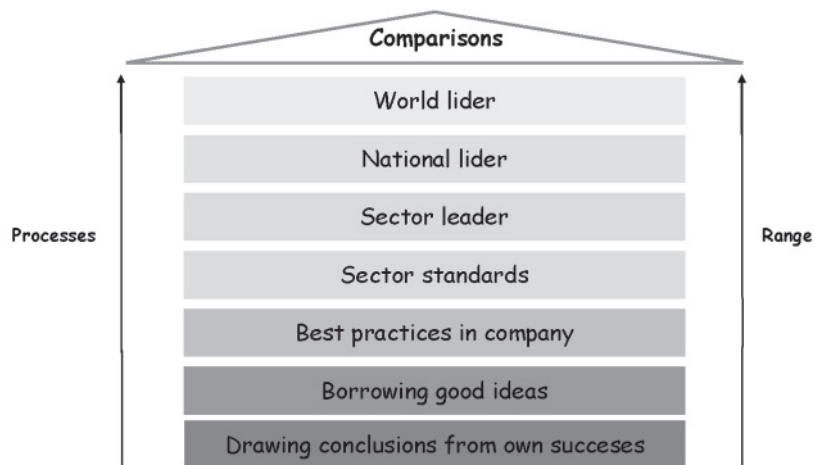 Comparisons
World lider
National lider
Sector leader
Processes
Range
Sector standards
Best practices in company
Borrowing good ideas
Drawing conclusions from own succeses